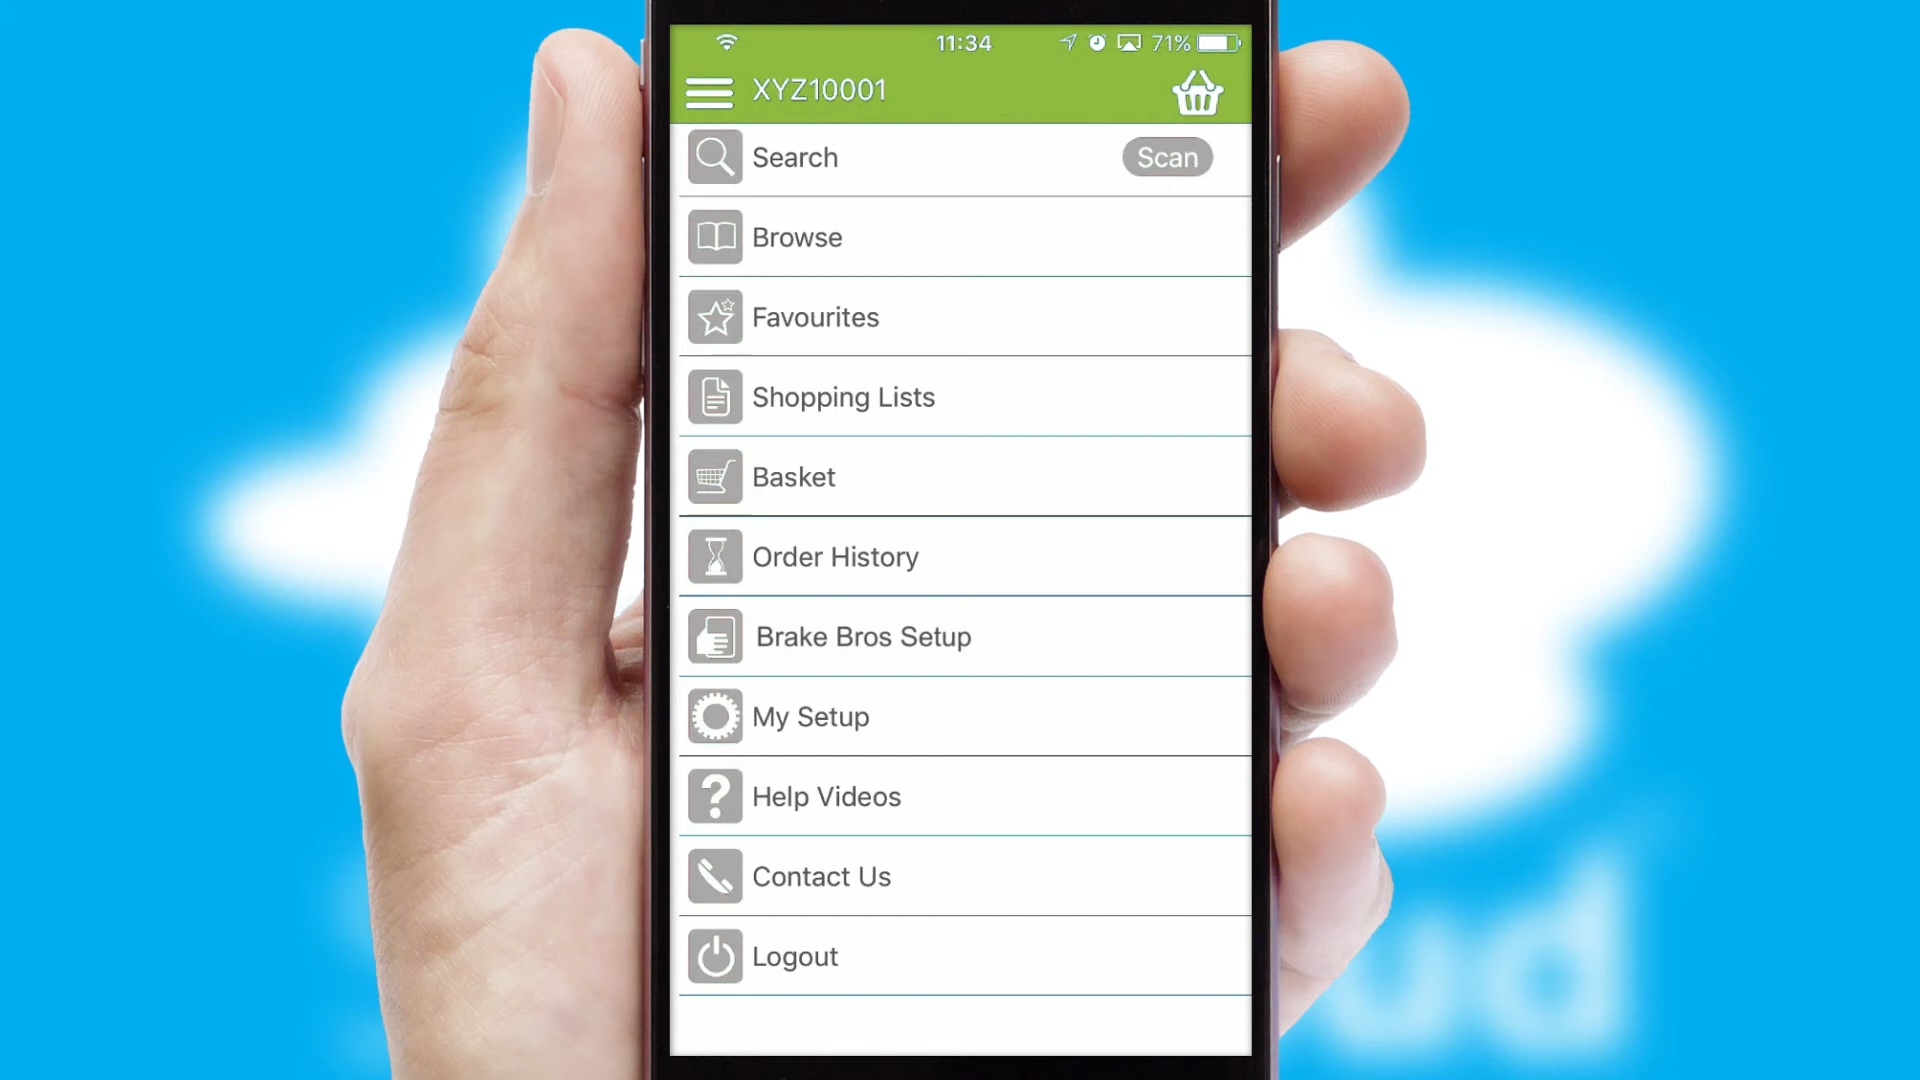 11:34
71%
XYZ10001
Search
Scan
Browse
Favourites
Shopping Lists
Basket
Order History
Brake Bros Setup
My Setup
Help Videos
Contact Us
Logout
ud